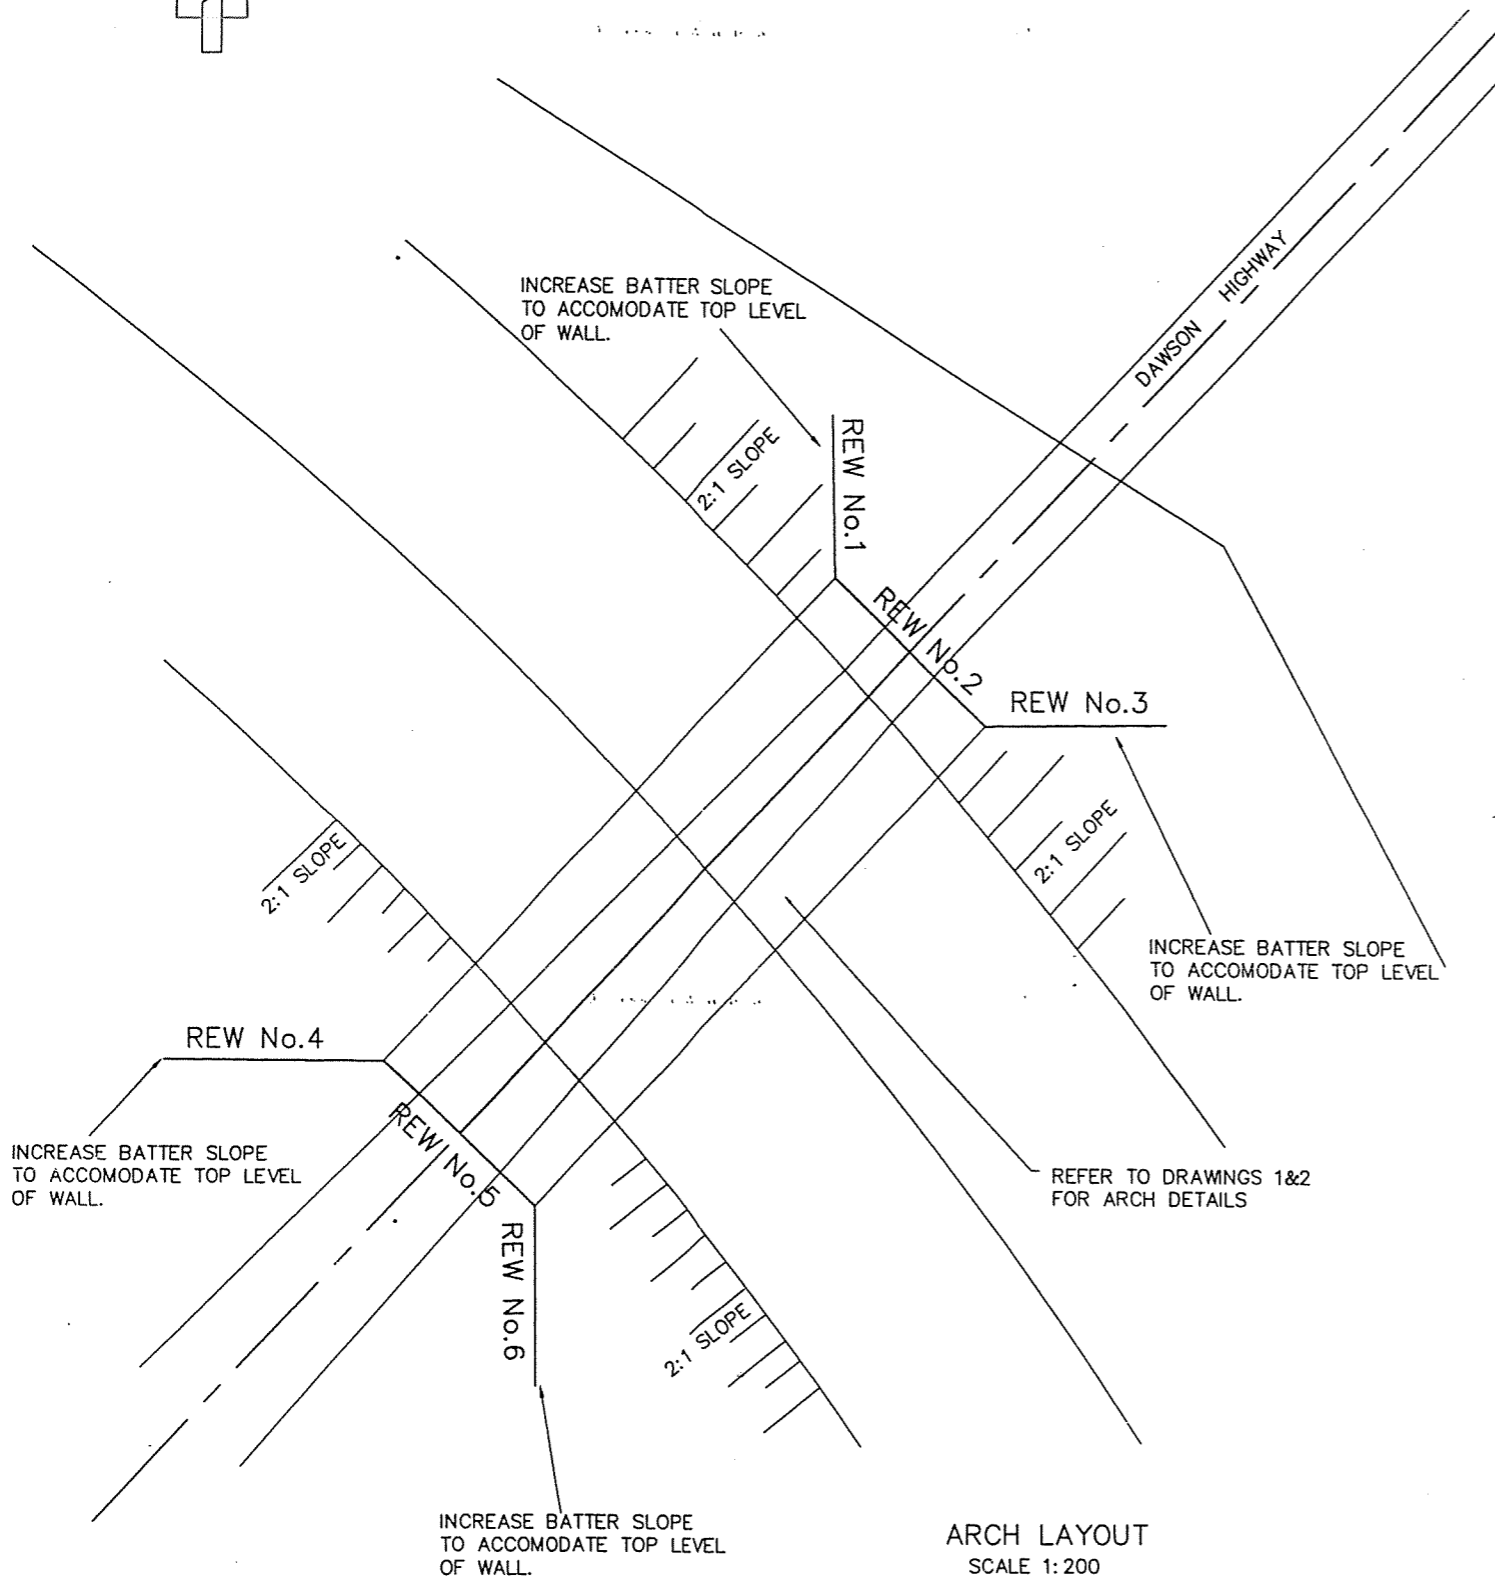 INCREASE BATTER SLOPE
TO ACCOMODATE TOP LEVEL
OF WALL.
DAWSON HIGHWAY
2:1 SLOPE
REW No.1
REW No.2
REW No.3
2:1 SLOPE
2:1 SLOPE
INCREASE BATTER SLOPE
TO ACCOMODATE TOP LEVEL
OF WALL.
REW No.4
REW No.5
INCREASE BATTER SLOPE
TO ACCOMODATE TOP LEVEL
OF WALL.
REFER TO DRAWINGS 1&2
FOR ARCH DETAILS
REW No.6
2:1 SLOPE
INCREASE BATTER SLOPE
TO ACCOMODATE TOP LEVEL
OF WALL.
ARCH LAYOUT
SCALE 1:200